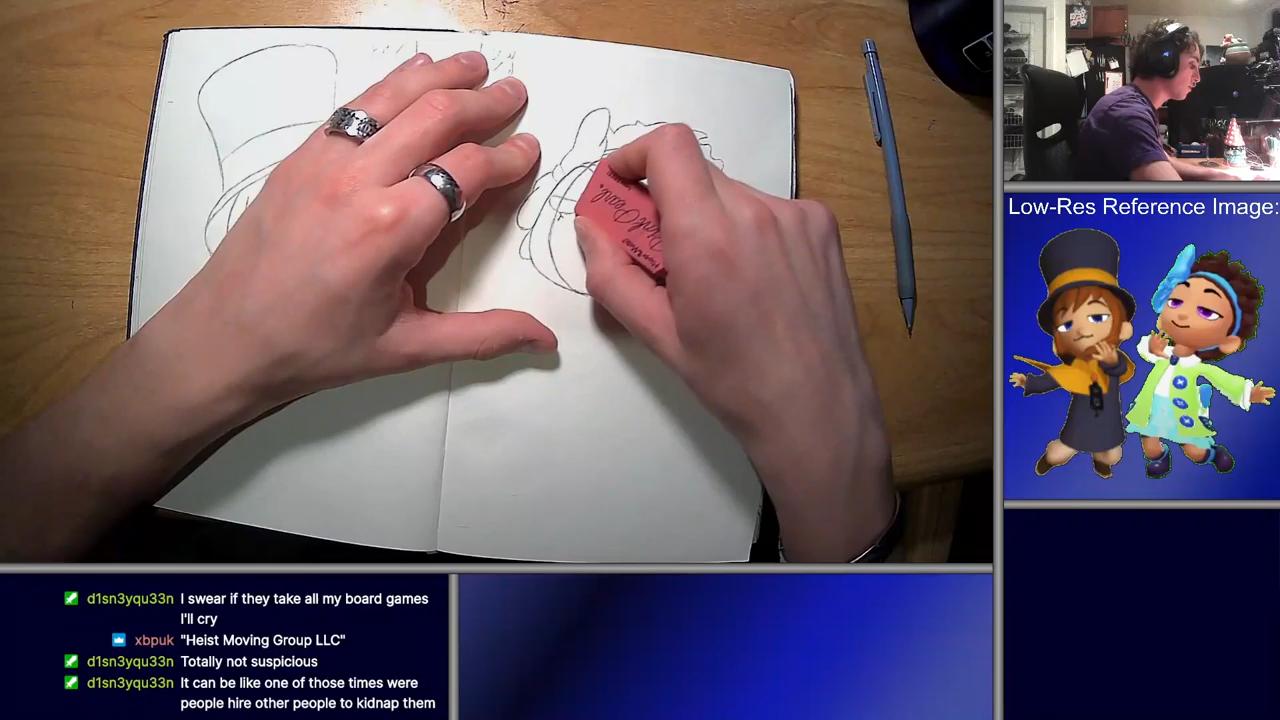 Pink Pearl
Low-Res Reference Image:
d1sn3yqu33n I swear if they take all my board games
I'll cry
xbpuk "Heist Moving Group LLC"
d1sn3yqu33n Totally not suspicious
d1sn3yqu33n It can be like one of those times were
people hire other people to kidnap them